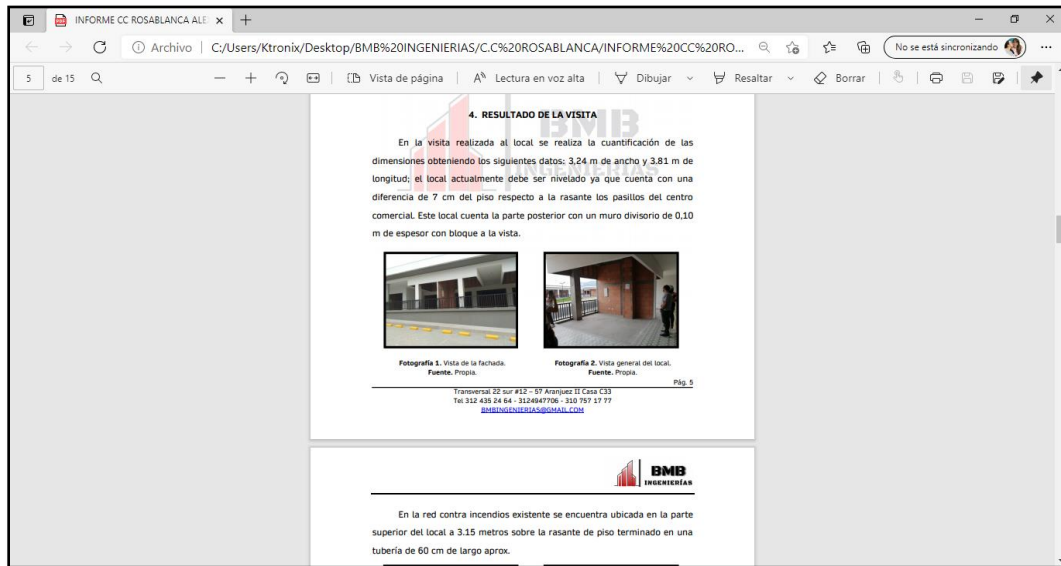 INFORME CC ROSABLANCA ALE
Archivo | C:/Users/Ktronix/Desktop/BMB%20INGENIERIAS/C.C%20ROSABLANCA/INFORME%20CC%20RO...
No se está sincronizando
5 de 15
Vista de página
Lectura en voz alta
Dibujar
Resaltar
Borrar
BMB
INGENIERÍAS
4. RESULTADO DE LA VISITA
En la visita realizada al local se realiza la cuantificación de las
dimensiones obteniendo los siguientes datos: 3,24 m de ancho y 3.81 m de
longitud; el local actualmente debe ser nivelado ya que cuenta con una
diferencia de 7 cm del piso respecto a la rasante los pasillos del centro
comercial. Este local cuenta la parte posterior con un muro divisorio de 0,10
m de espesor con bloque a la vista.
Fotografía 1. Vista de la fachada.
Fuente. Propia.
Fotografía 2. Vista general del local.
Fuente. Propia.
Pág. 5
Transversal 22 sur #12 – 57 Aranjuez II Casa C33
Tel 312 435 24 64 - 3124947706 - 310 757 17 77
BMBINGENIERIAS@GMAIL.COM
BMB
INGENIERÍAS
En la red contra incendios existente se encuentra ubicada en la parte
superior del local a 3.15 metros sobre la rasante de piso terminado en una
tubería de 60 cm de largo aprox.